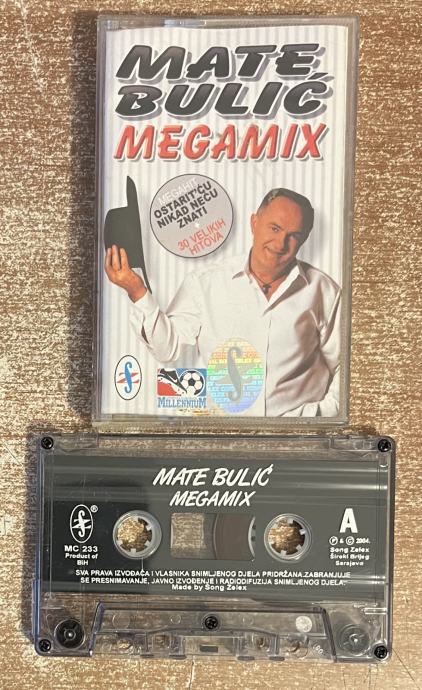 MATE
BULIĆ
MEGAMIX
MEGAHIT
OSTARIT'ĆU
NIKAD NEĆU
ZNATI
+
30 VELIKIH
HITOVA
MILLENNIUM
MATE BULIĆ
MEGAMIX
®
MC 233
Product of
BiH
A
P & © 2004.
Song Zelex
Široki Brijeg
Sarajevo
SVA PRAVA IZVOĐAČA I VLASNIKA SNIMLJENOG DJELA PRIDRŽANA.ZABRANJUJE
SE PRESNIMAVANJE, JAVNO IZVOĐENJE I RADIODIFUZIJA SNIMLJENOG DJELA.
Made by Song Zelex